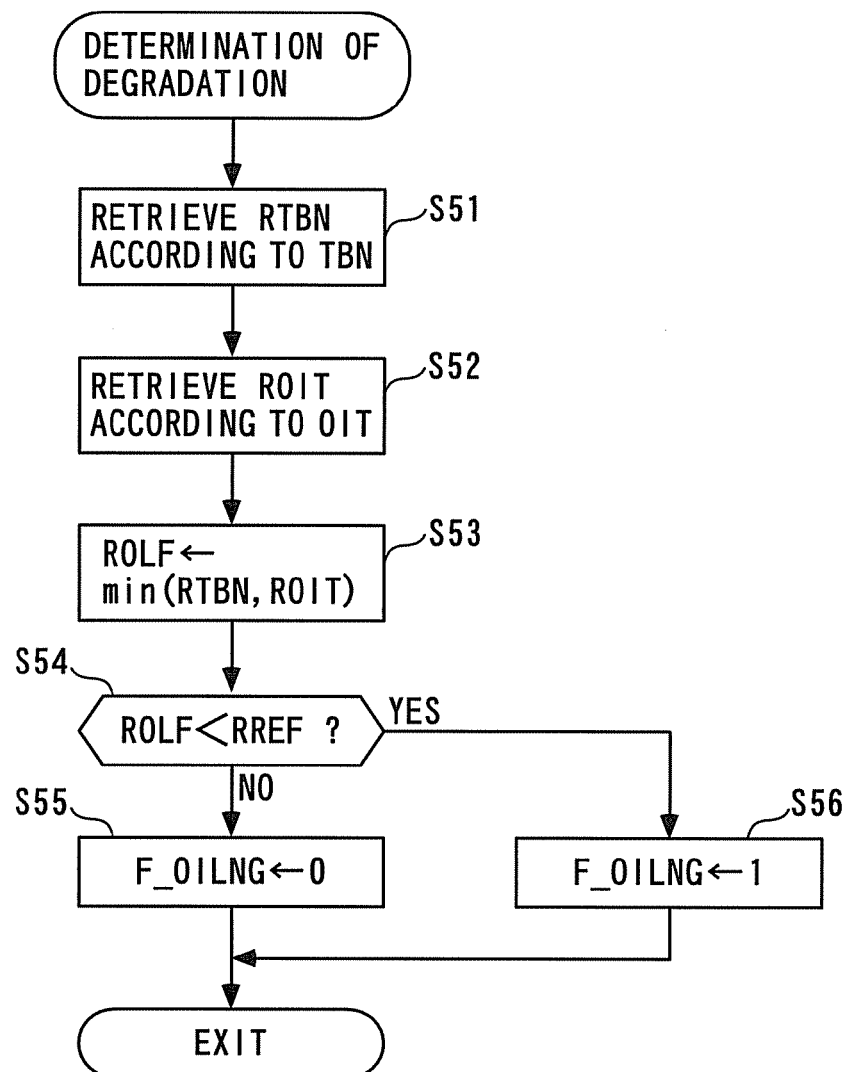 DETERMINATION OF
DEGRADATION
RETRIEVE RTBN
ACCORDING TO TBN
S51
RETRIEVE ROIT
ACCORDING TO OIT
S52
ROLF←
min(RTBN,ROIT)
S53
S54
ROLF<RREF ?
YES
NO
S55
F_OILNG←0
S56
F_OILNG←1
EXIT